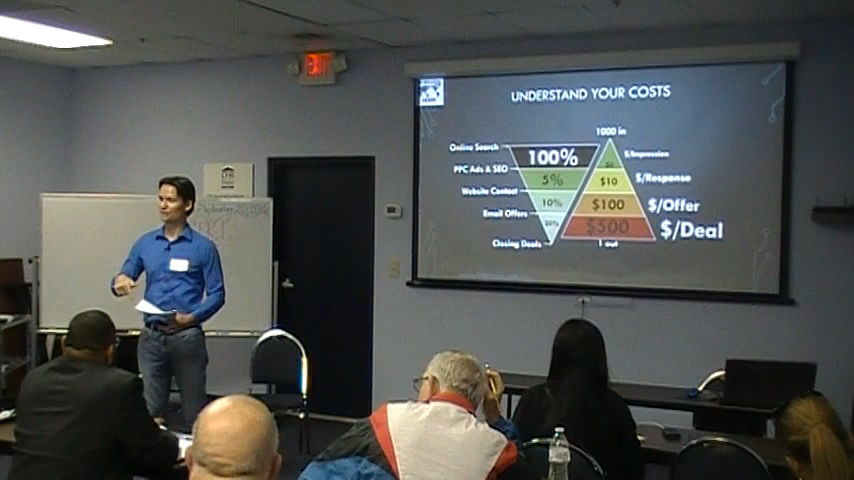 EXIT
UNDERSTAND YOUR COSTS
1000 in
Online Search
100%
$/Impression
PPC Ads & SEO
5%
$10
$/Response
Website Contact
10%
$100
$/Offer
Email Offers
20%
$500
$/Deal
Closing Deals
1 out